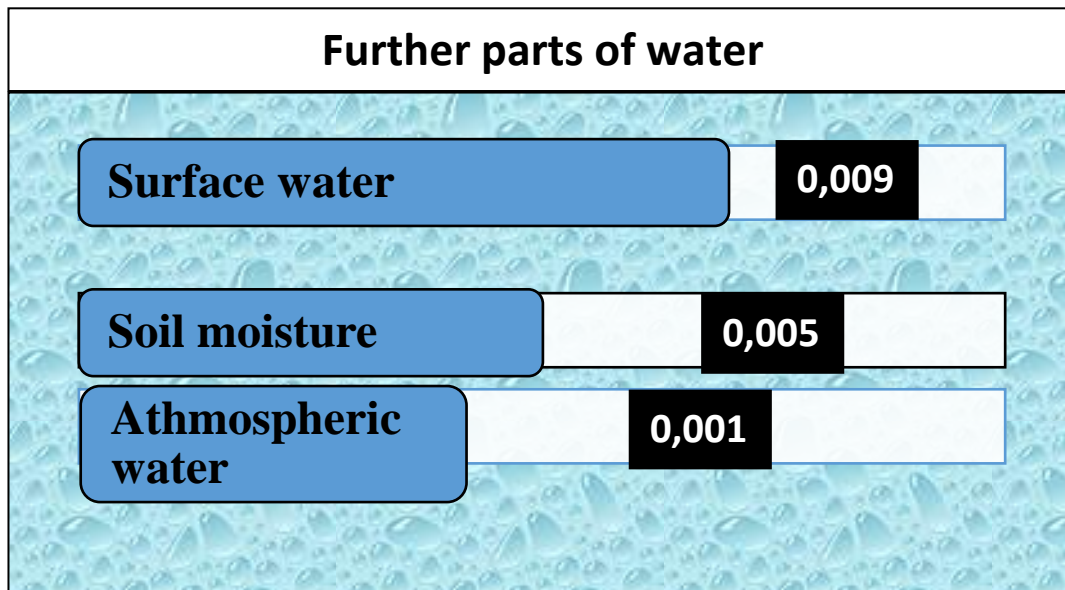 Further parts of water
Surface water
0,009
Soil moisture
0,005
Athmospheric
water
0,001